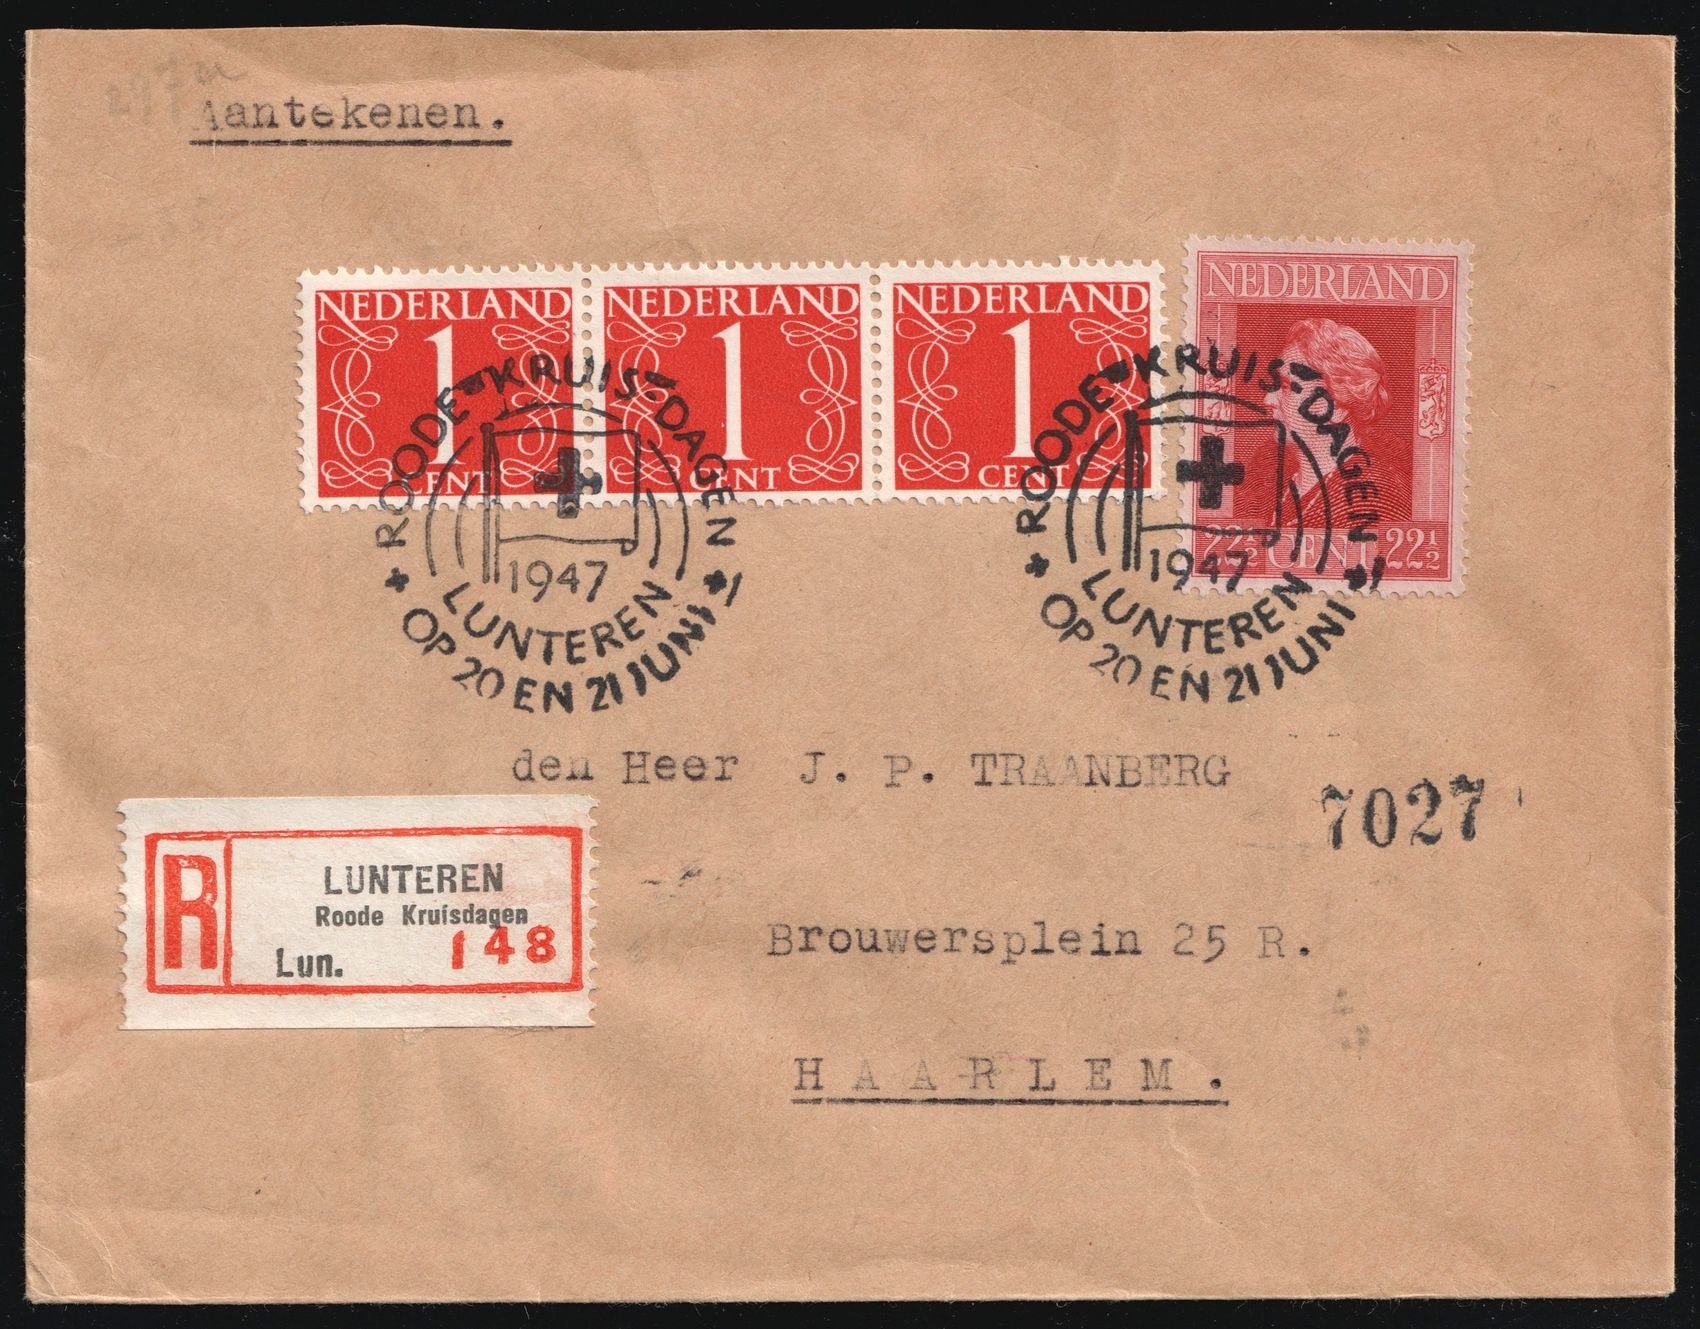 Aantekenen.
NEDERLAND
1
CENT
NEDERLAND
1
CENT
NEDERLAND
1
CENT
NEDERLAND
22½ CENT 22½
ROODE-KRUIS-DAGEN
1947
LUNTEREN
OP 20 EN 21 JUNI
ROODE-KRUIS-DAGEN
1947
LUNTEREN
OP 20 EN 21 JUNI
den Heer J. P. TRAANBERG
7027
R
LUNTEREN
Roode Kruisdagen
Lun. 148
Brouwersplein 25 R.
HAARLEM.